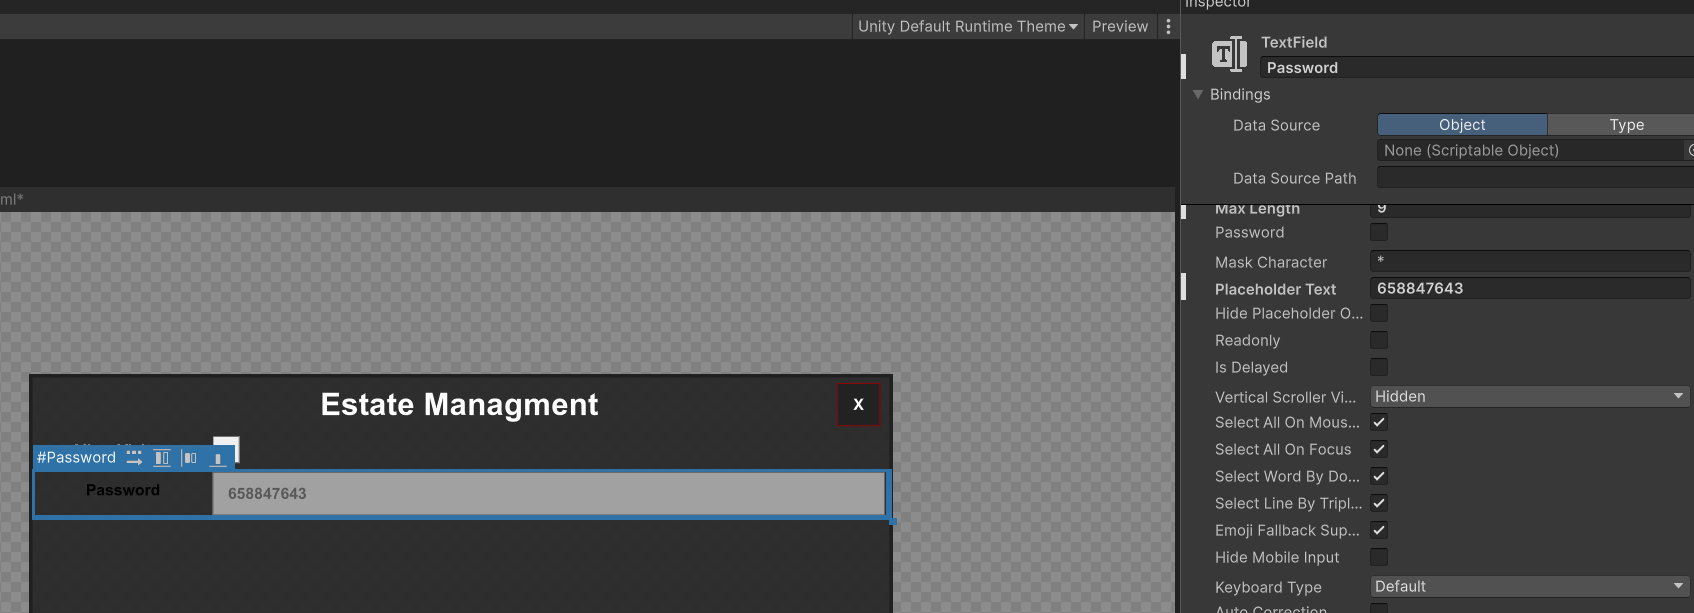 Inspector
Unity Default Runtime Theme Preview
TextField
Password
Bindings
Data Source Object Type
None (Scriptable Object)
Data Source Path
ml*
Max Length 9
Password
Mask Character *
Placeholder Text 658847643
Hide Placeholder O...
Readonly
Is Delayed
Vertical Scroller Vi... Hidden
Select All On Mous...
Select All On Focus
Select Word By Do...
Select Line By Tripl...
Emoji Fallback Sup...
Hide Mobile Input
Keyboard Type Default
Auto Correction
Estate Managment X
#Password
Password 658847643